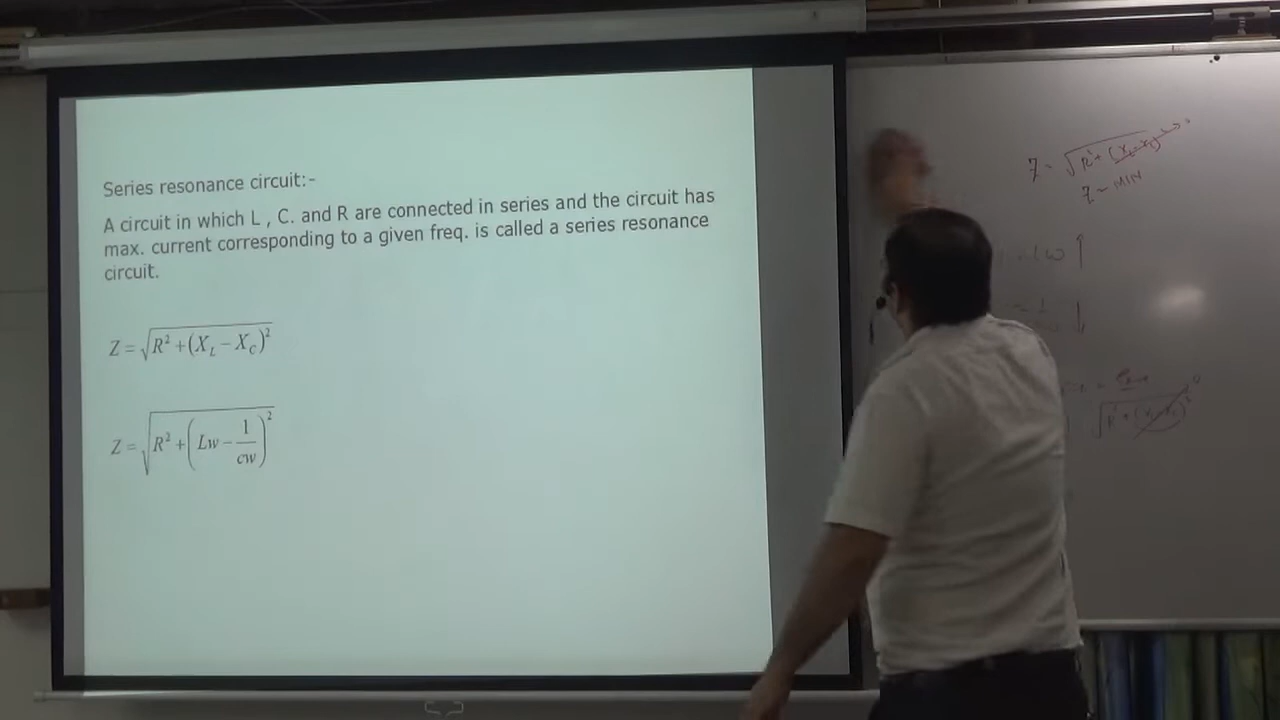 Series resonance circuit:-
A circuit in which L , C. and R are connected in series and the circuit has
max. current corresponding to a given freq. is called a series resonance
circuit.
Z = √(R² + (X_L − X_C)²)
Z = √(R² + (Lw − 1/cw)²)
Z = √(R² + (X_L − X_C)²) → 0
Z → MIN
= Lω ↑